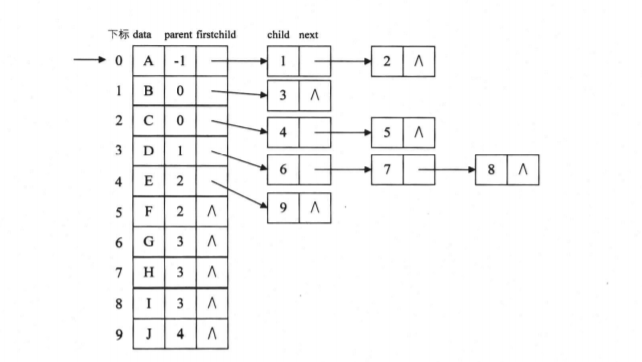 下标 data parent firstchild child next
0 A -1 1 2 ∧
1 B 0 3 ∧
2 C 0 4 5 ∧
3 D 1 6 7 8 ∧
4 E 2 9 ∧
5 F 2 ∧
6 G 3 ∧
7 H 3 ∧
8 I 3 ∧
9 J 4 ∧